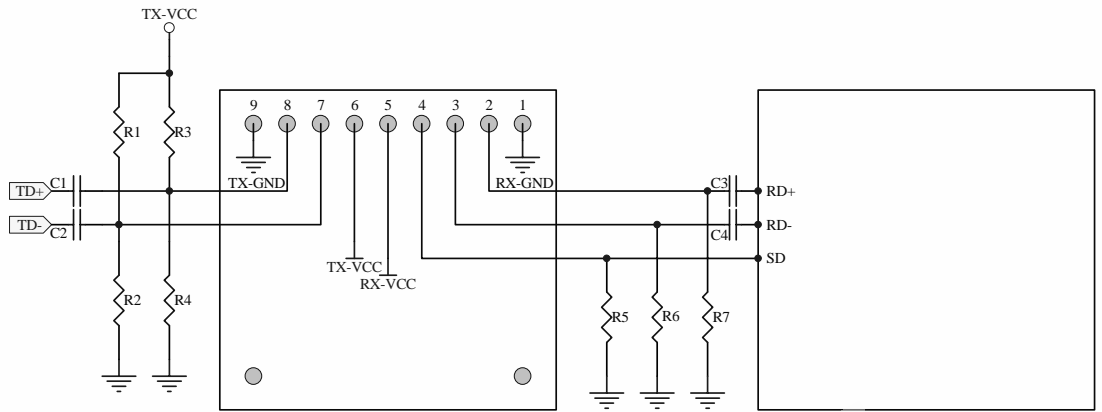 TX-VCC
9 8 7 6 5 4 3 2 1
R1 R3
TX-GND RX-GND
TD+ C1 C3 RD+
TD- C2 C4 RD-
TX-VCC SD
RX-VCC
R2 R4 R5 R6 R7